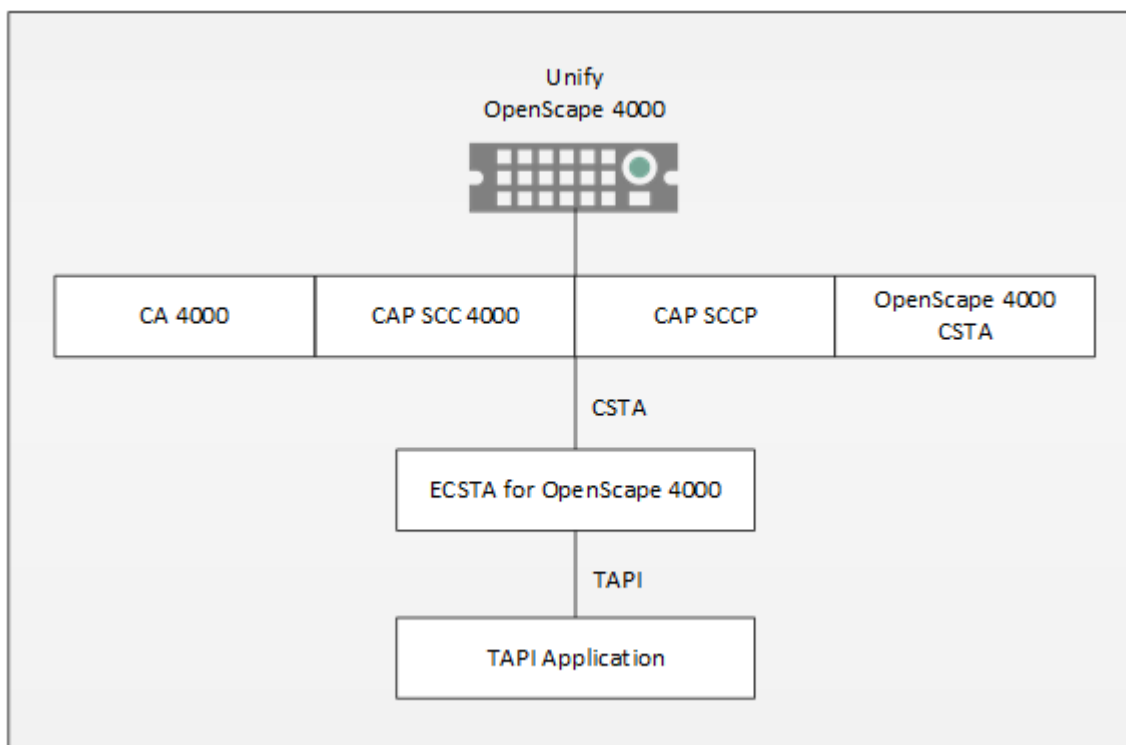 Unify
OpenScape 4000
CA 4000
CAP SCC 4000
CAP SCCP
OpenScape 4000
CSTA
CSTA
ECSTA for OpenScape 4000
TAPI
TAPI Application